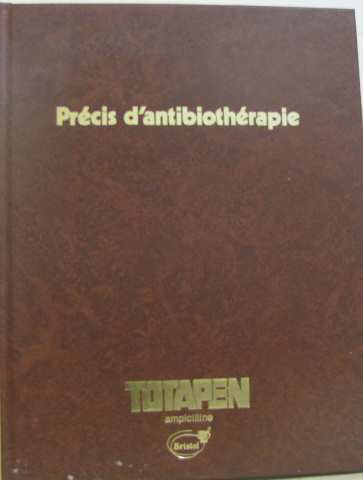 Précis d'antibiothérapie
TOTAPEN
ampicilline
Bristol